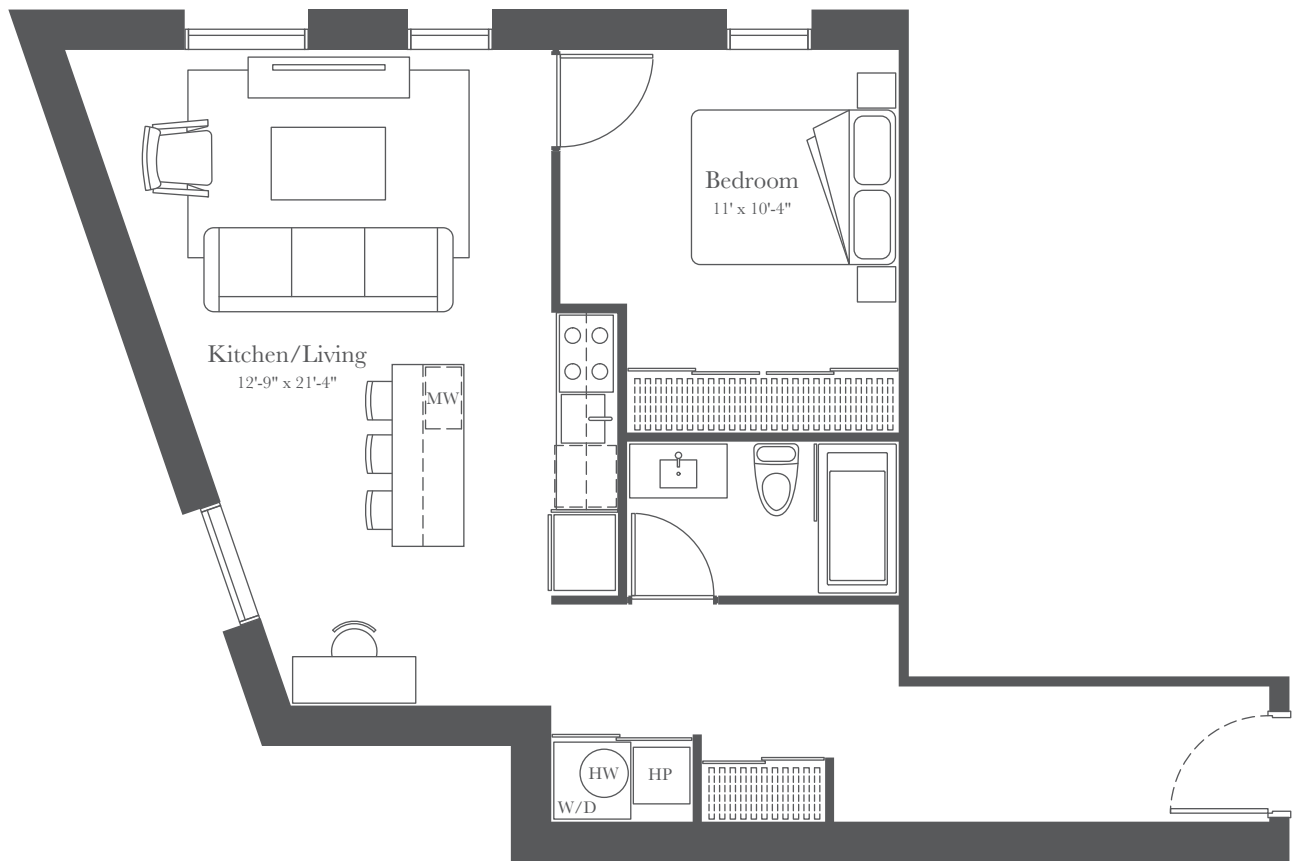 Bedroom
11' x 10'-4"
Kitchen/Living
12'-9" x 21'-4"
MW
HW
HP
W/D